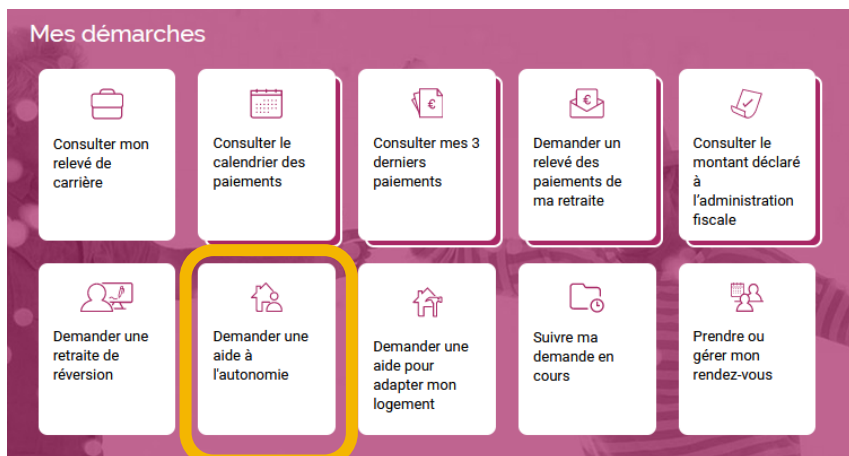 Mes démarches
Consulter mon
relevé de
carrière
Consulter le
calendrier des
paiements
Consulter mes 3
derniers
paiements
Demander un
relevé des
paiements de
ma retraite
Consulter le
montant déclaré
à
l'administration
fiscale
Demander une
retraite de
réversion
Demander une
aide à
l'autonomie
Demander une
aide pour
adapter mon
logement
Suivre ma
demande en
cours
Prendre ou
gérer mon
rendez-vous